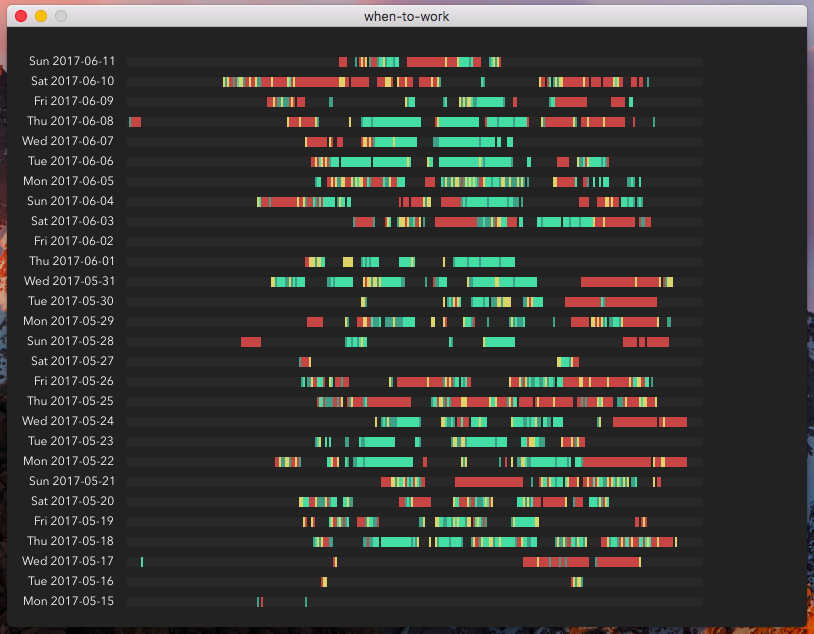 when-to-work
Sun 2017-06-11
Sat 2017-06-10
Fri 2017-06-09
Thu 2017-06-08
Wed 2017-06-07
Tue 2017-06-06
Mon 2017-06-05
Sun 2017-06-04
Sat 2017-06-03
Fri 2017-06-02
Thu 2017-06-01
Wed 2017-05-31
Tue 2017-05-30
Mon 2017-05-29
Sun 2017-05-28
Sat 2017-05-27
Fri 2017-05-26
Thu 2017-05-25
Wed 2017-05-24
Tue 2017-05-23
Mon 2017-05-22
Sun 2017-05-21
Sat 2017-05-20
Fri 2017-05-19
Thu 2017-05-18
Wed 2017-05-17
Tue 2017-05-16
Mon 2017-05-15